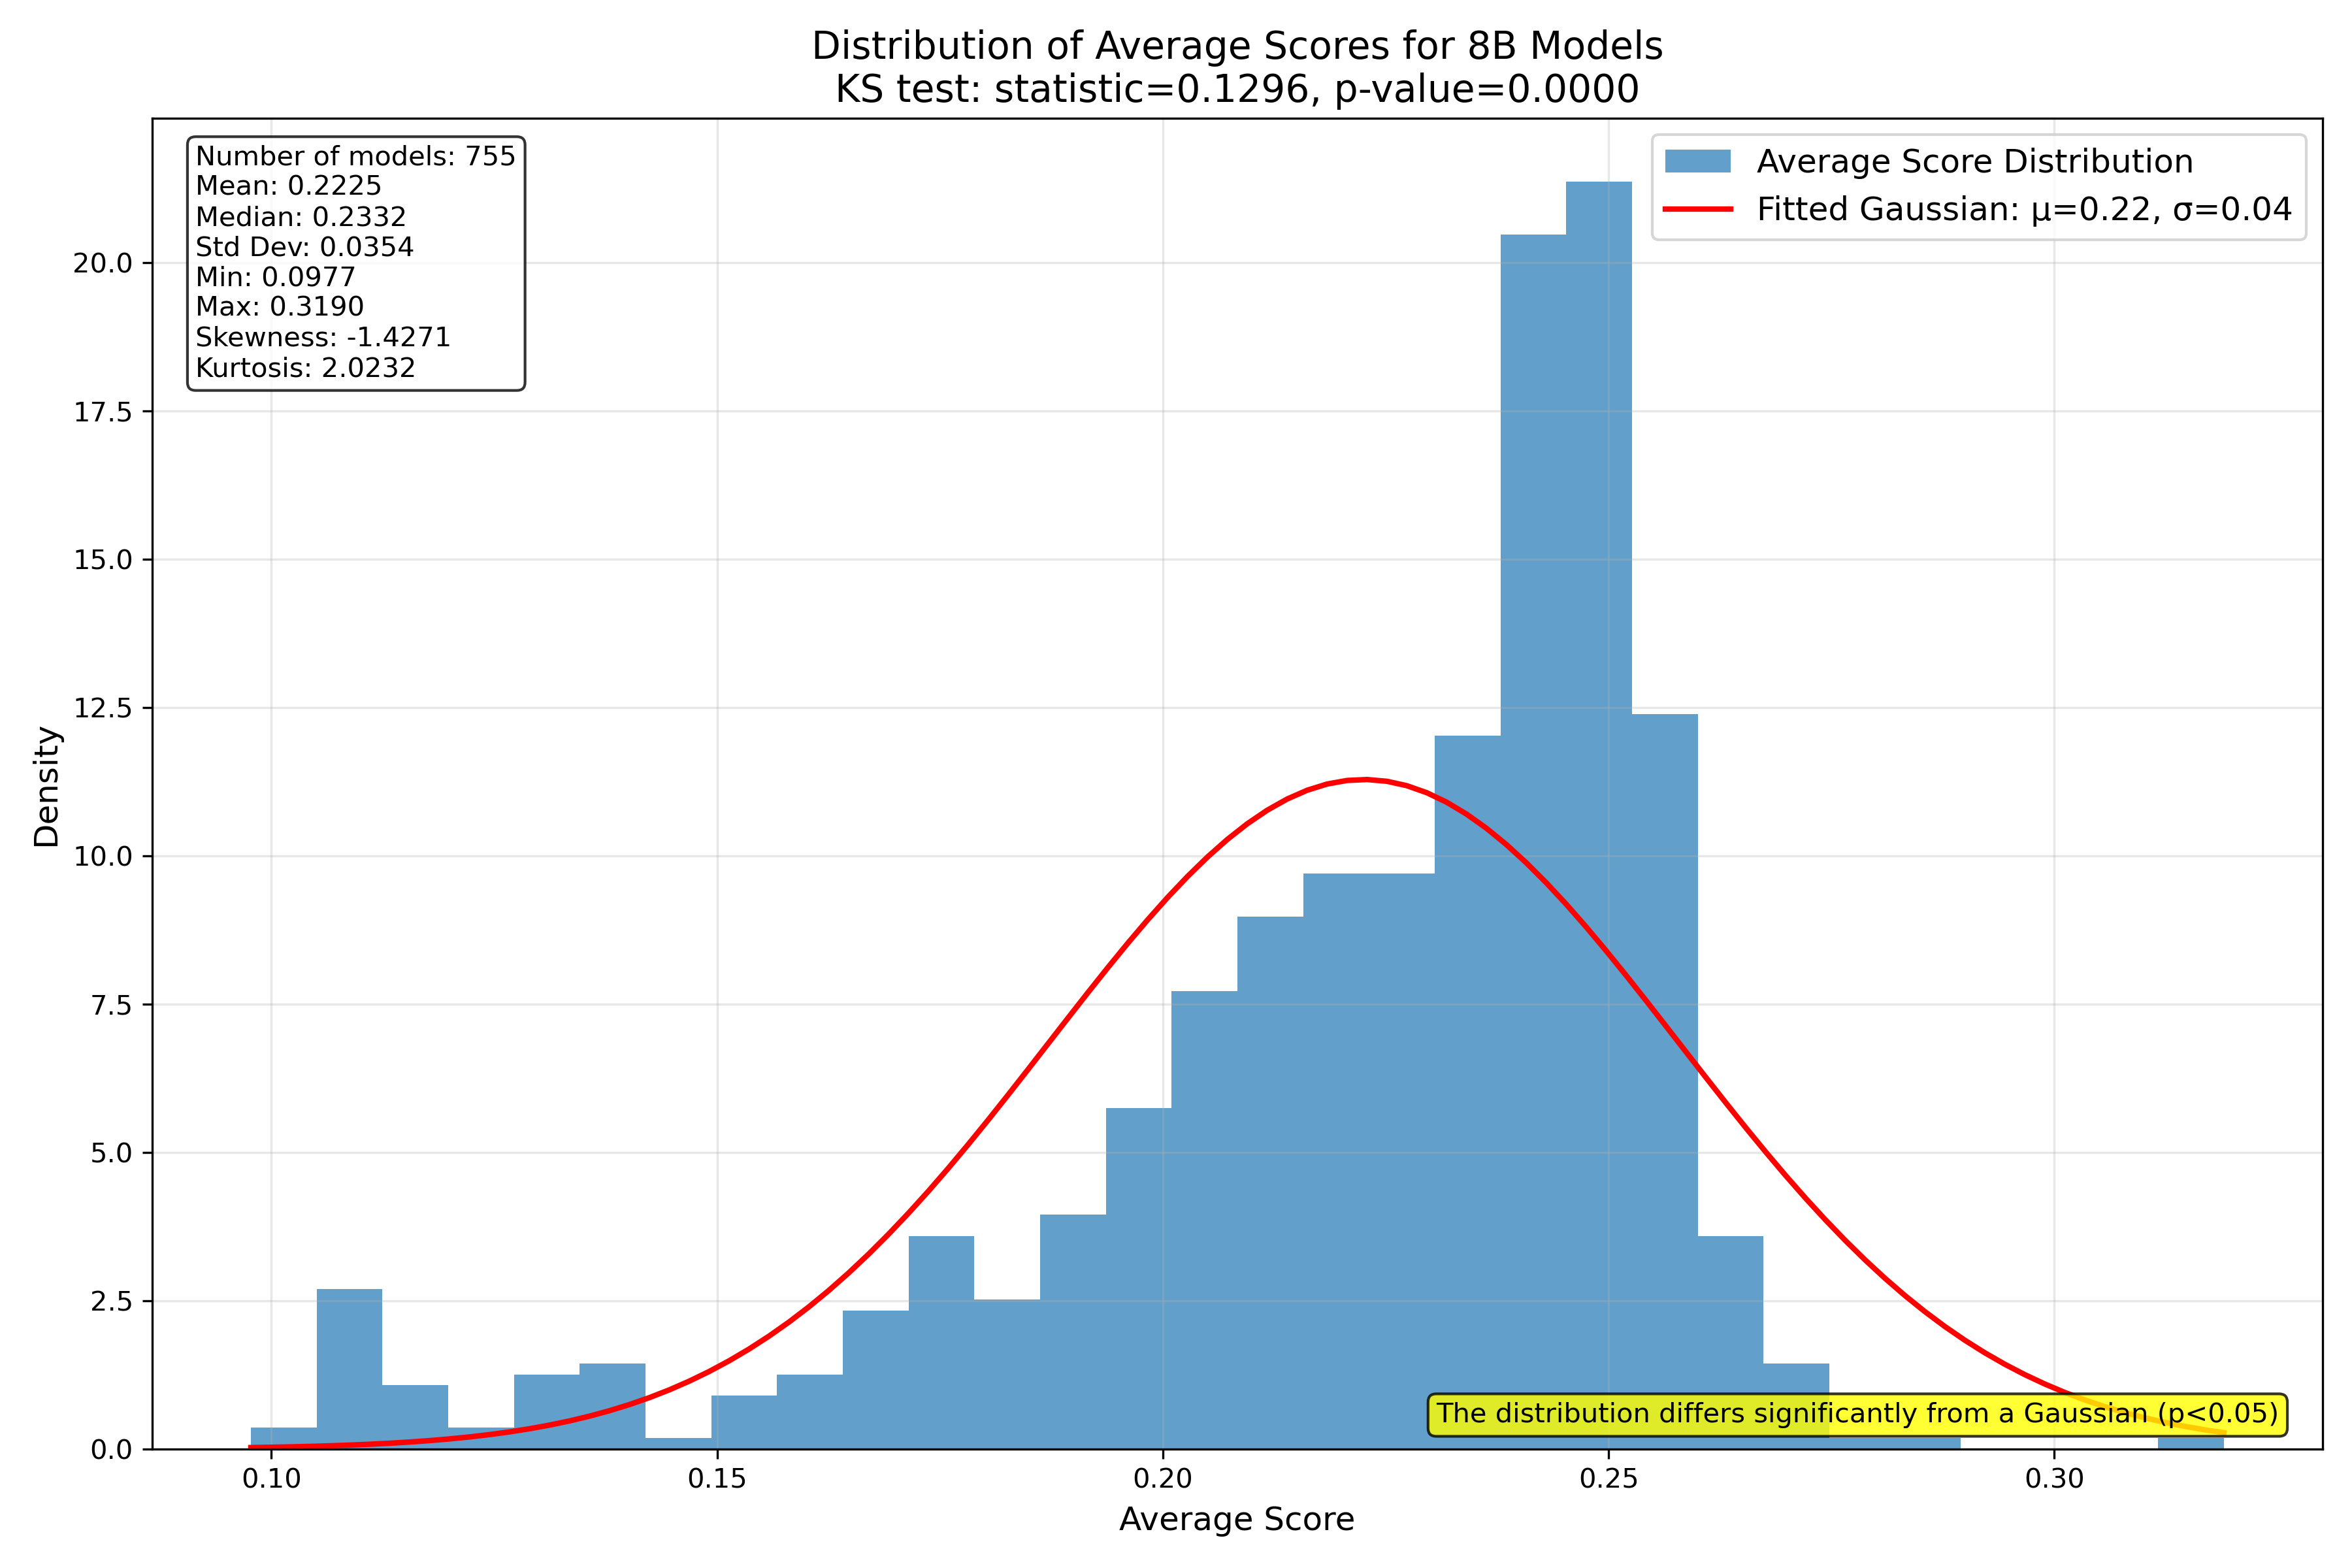 Distribution of Average Scores for 8B Models
KS test: statistic=0.1296, p-value=0.0000
Number of models: 755
Mean: 0.2225
Median: 0.2332
Std Dev: 0.0354
Min: 0.0977
Max: 0.3190
Skewness: -1.4271
Kurtosis: 2.0232
Average Score Distribution
Fitted Gaussian: μ=0.22, σ=0.04
Density
20.0
17.5
15.0
12.5
10.0
7.5
5.0
2.5
0.0
The distribution differs significantly from a Gaussian (p<0.05)
0.10
0.15
0.20
0.25
0.30
Average Score